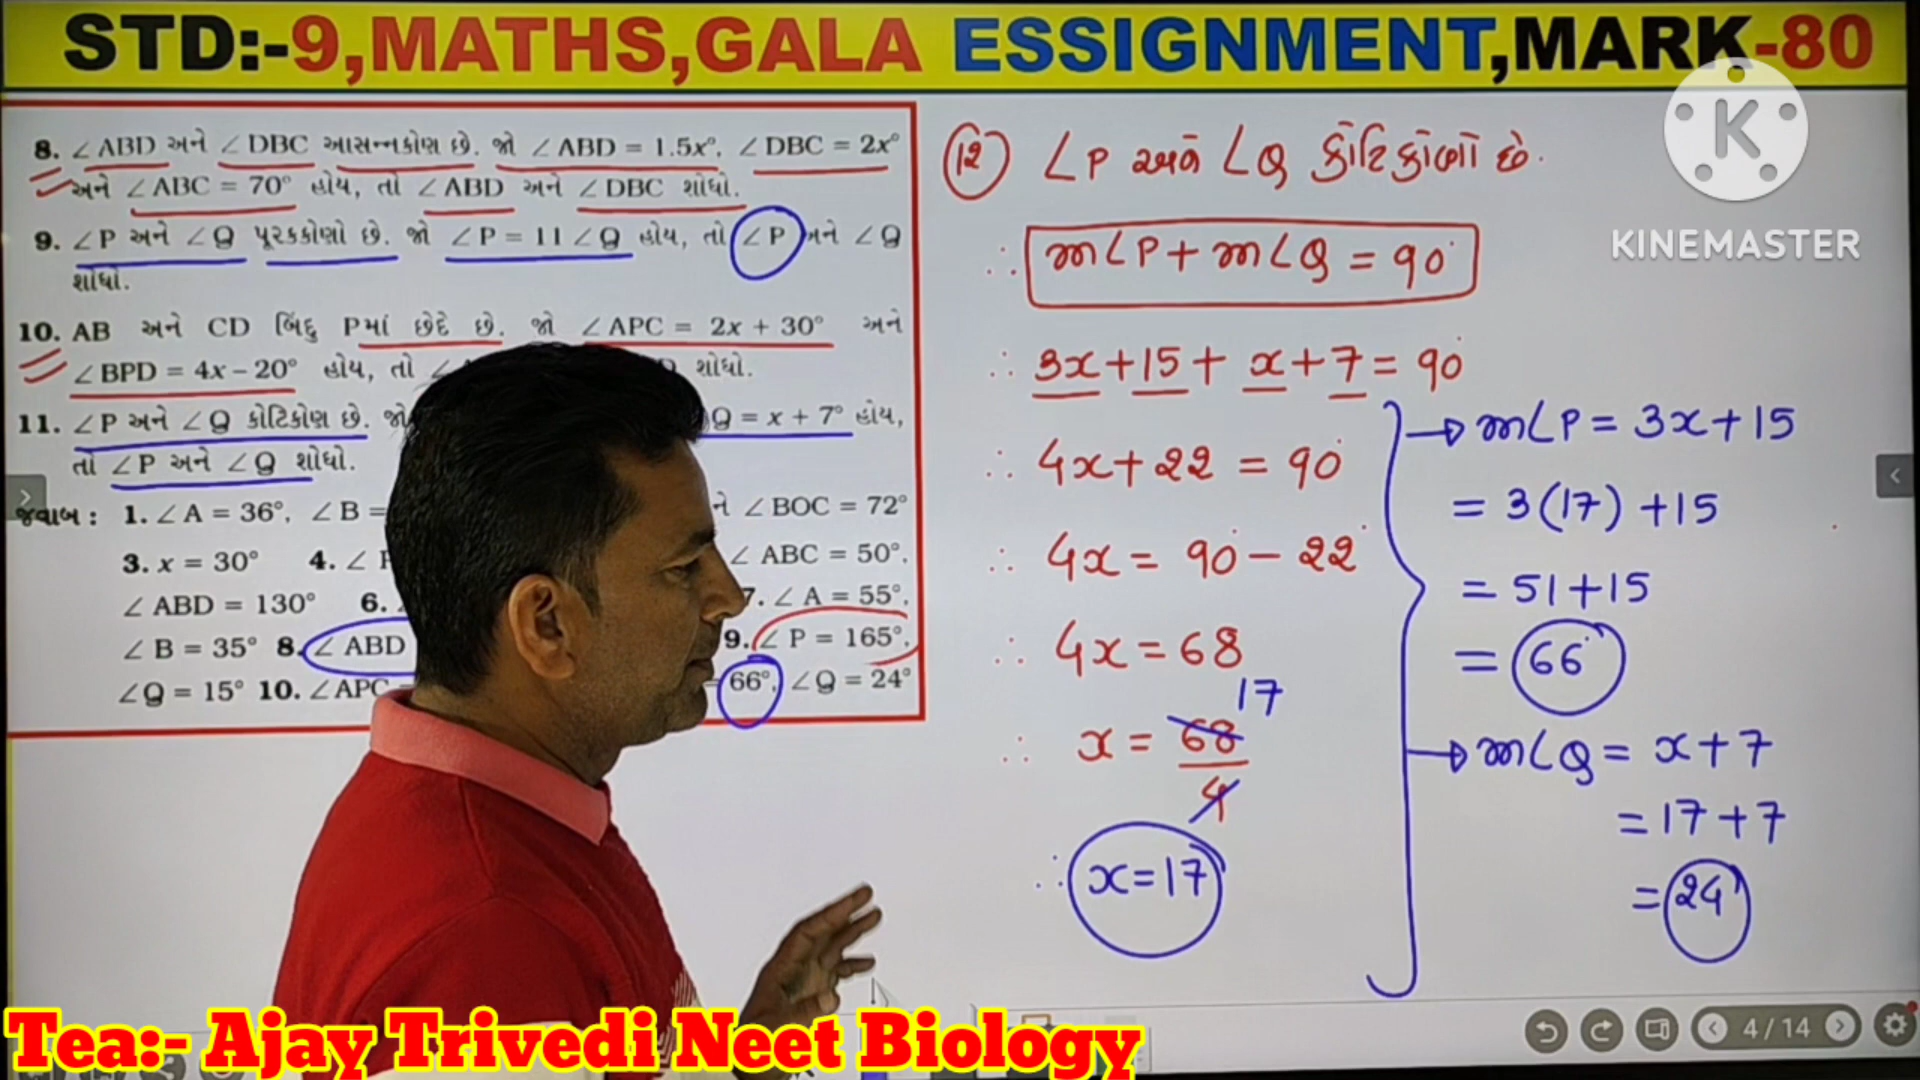 STD:-9,MATHS,GALA ESSIGNMENT,MARK-80
8. ∠ABD અને ∠DBC આસન્નકોણ છે. જો ∠ABD = 1.5x°, ∠DBC = 2x°
અને ∠ABC = 70° હોય, તો ∠ABD અને ∠DBC શોધો.
9. ∠P અને ∠Q પૂરકકોણો છે. જો ∠P = 11∠Q હોય, તો ∠P અને ∠Q
શોધો.
10. AB અને CD બિંદુ Pમાં છેદે છે. જો ∠APC = 2x + 30° અને
∠BPD = 4x – 20° હોય, તો શોધો.
11. ∠P અને ∠Q કોટિકોણ છે. જો Q = x + 7° હોય,
તો ∠P અને ∠Q શોધો.
જવાબ : 1. ∠A = 36°, ∠B = ને ∠BOC = 72°
3. x = 30° 4. ∠ ∠ABC = 50°,
∠ABD = 130° 6. 7. ∠A = 55°,
∠B = 35° 8. ∠ABD 9. ∠P = 165°,
∠Q = 15° 10. ∠APC 66°, ∠Q = 24°
12 ∠P અને ∠Q કોટિકોણો છે.
∴ m∠P + m∠Q = 90°
∴ 3x + 15 + x + 7 = 90°
∴ 4x + 22 = 90°
∴ 4x = 90° – 22°
∴ 4x = 68
17
∴ x = 68
4
∴ x = 17
→ m∠P = 3x + 15
= 3(17) + 15
= 51 + 15
= 66°
→ m∠Q = x + 7
= 17 + 7
= 24°
K
KINEMASTER
4 / 14
Tea:- Ajay Trivedi Neet Biology